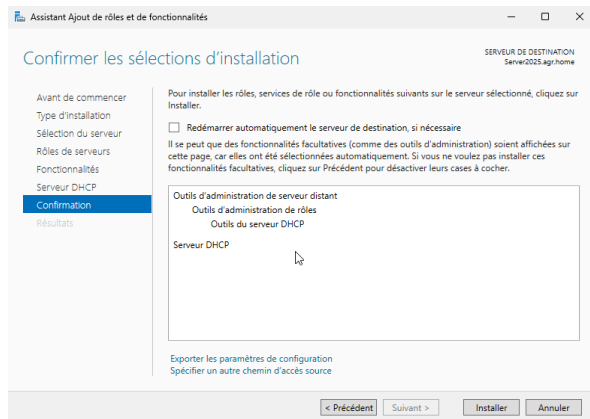 Assistant Ajout de rôles et de fonctionnalités
Confirmer les sélections d'installation
SERVEUR DE DESTINATION
Server2025.agr.home
Avant de commencer
Type d'installation
Sélection du serveur
Rôles de serveurs
Fonctionnalités
Serveur DHCP
Confirmation
Résultats
Pour installer les rôles, services de rôle ou fonctionnalités suivants sur le serveur sélectionné, cliquez sur
Installer.
Redémarrer automatiquement le serveur de destination, si nécessaire
Il se peut que des fonctionnalités facultatives (comme des outils d'administration) soient affichées sur
cette page, car elles ont été sélectionnées automatiquement. Si vous ne voulez pas installer ces
fonctionnalités facultatives, cliquez sur Précédent pour désactiver leurs cases à cocher.
Outils d'administration de serveur distant
Outils d'administration de rôles
Outils du serveur DHCP
Serveur DHCP
Exporter les paramètres de configuration
Spécifier un autre chemin d'accès source
< Précédent
Suivant >
Installer
Annuler